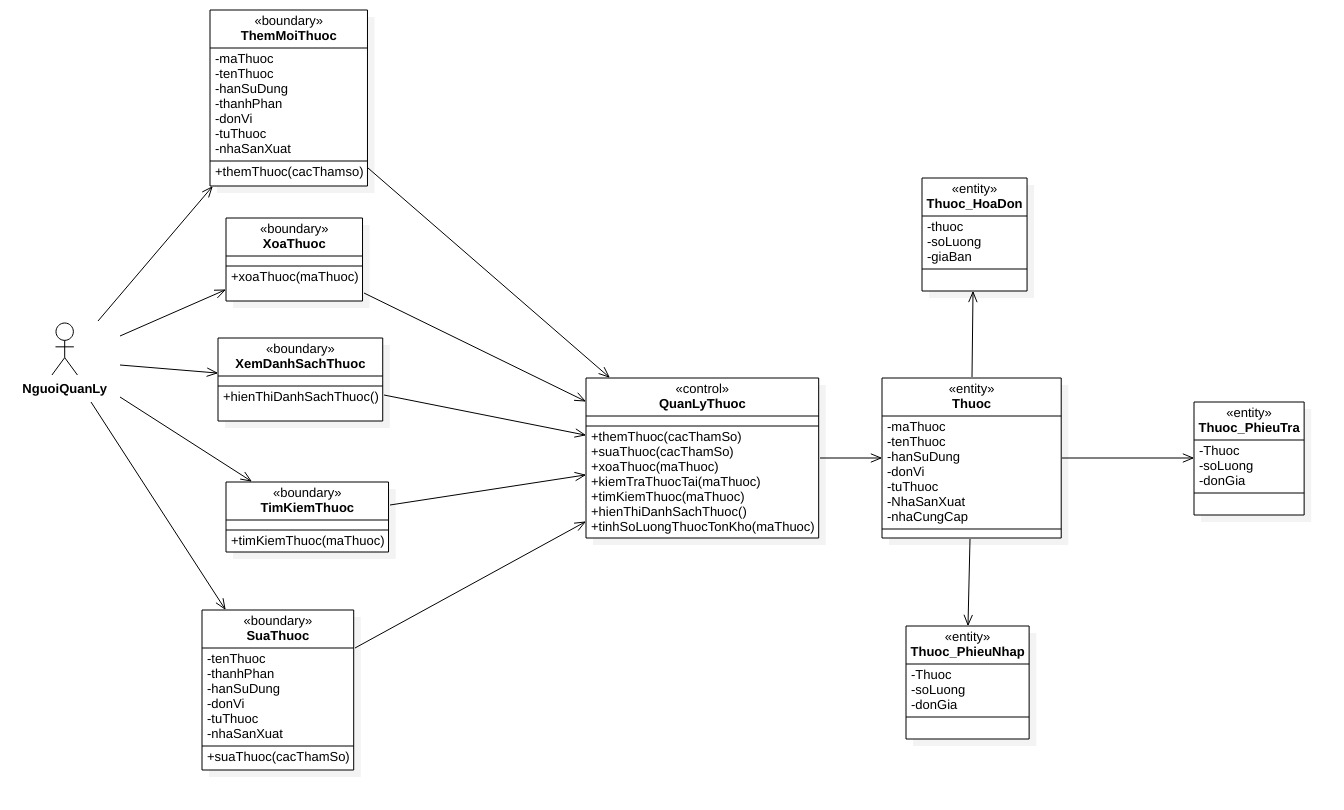 «boundary»
ThemMoiThuoc
-maThuoc
-tenThuoc
-hanSuDung
-thanhPhan
-donVi
-tuThuoc
-nhaSanXuat
+themThuoc(cacThamso)
«boundary»
XoaThuoc
+xoaThuoc(maThuoc)
NguoiQuanLy
«boundary»
XemDanhSachThuoc
+hienThiDanhSachThuoc()
«boundary»
TimKiemThuoc
+timKiemThuoc(maThuoc)
«boundary»
SuaThuoc
-tenThuoc
-thanhPhan
-hanSuDung
-donVi
-tuThuoc
-nhaSanXuat
+suaThuoc(cacThamSo)
«control»
QuanLyThuoc
+themThuoc(cacThamSo)
+suaThuoc(cacThamSo)
+xoaThuoc(maThuoc)
+kiemTraThuocTai(maThuoc)
+timKiemThuoc(maThuoc)
+hienThiDanhSachThuoc()
+tinhSoLuongThuocTonKho(maThuoc)
«entity»
Thuoc_HoaDon
-thuoc
-soLuong
-giaBan
«entity»
Thuoc
-maThuoc
-tenThuoc
-hanSuDung
-donVi
-tuThuoc
-NhaSanXuat
-nhaCungCap
«entity»
Thuoc_PhieuTra
-Thuoc
-soLuong
-donGia
«entity»
Thuoc_PhieuNhap
-Thuoc
-soLuong
-donGia